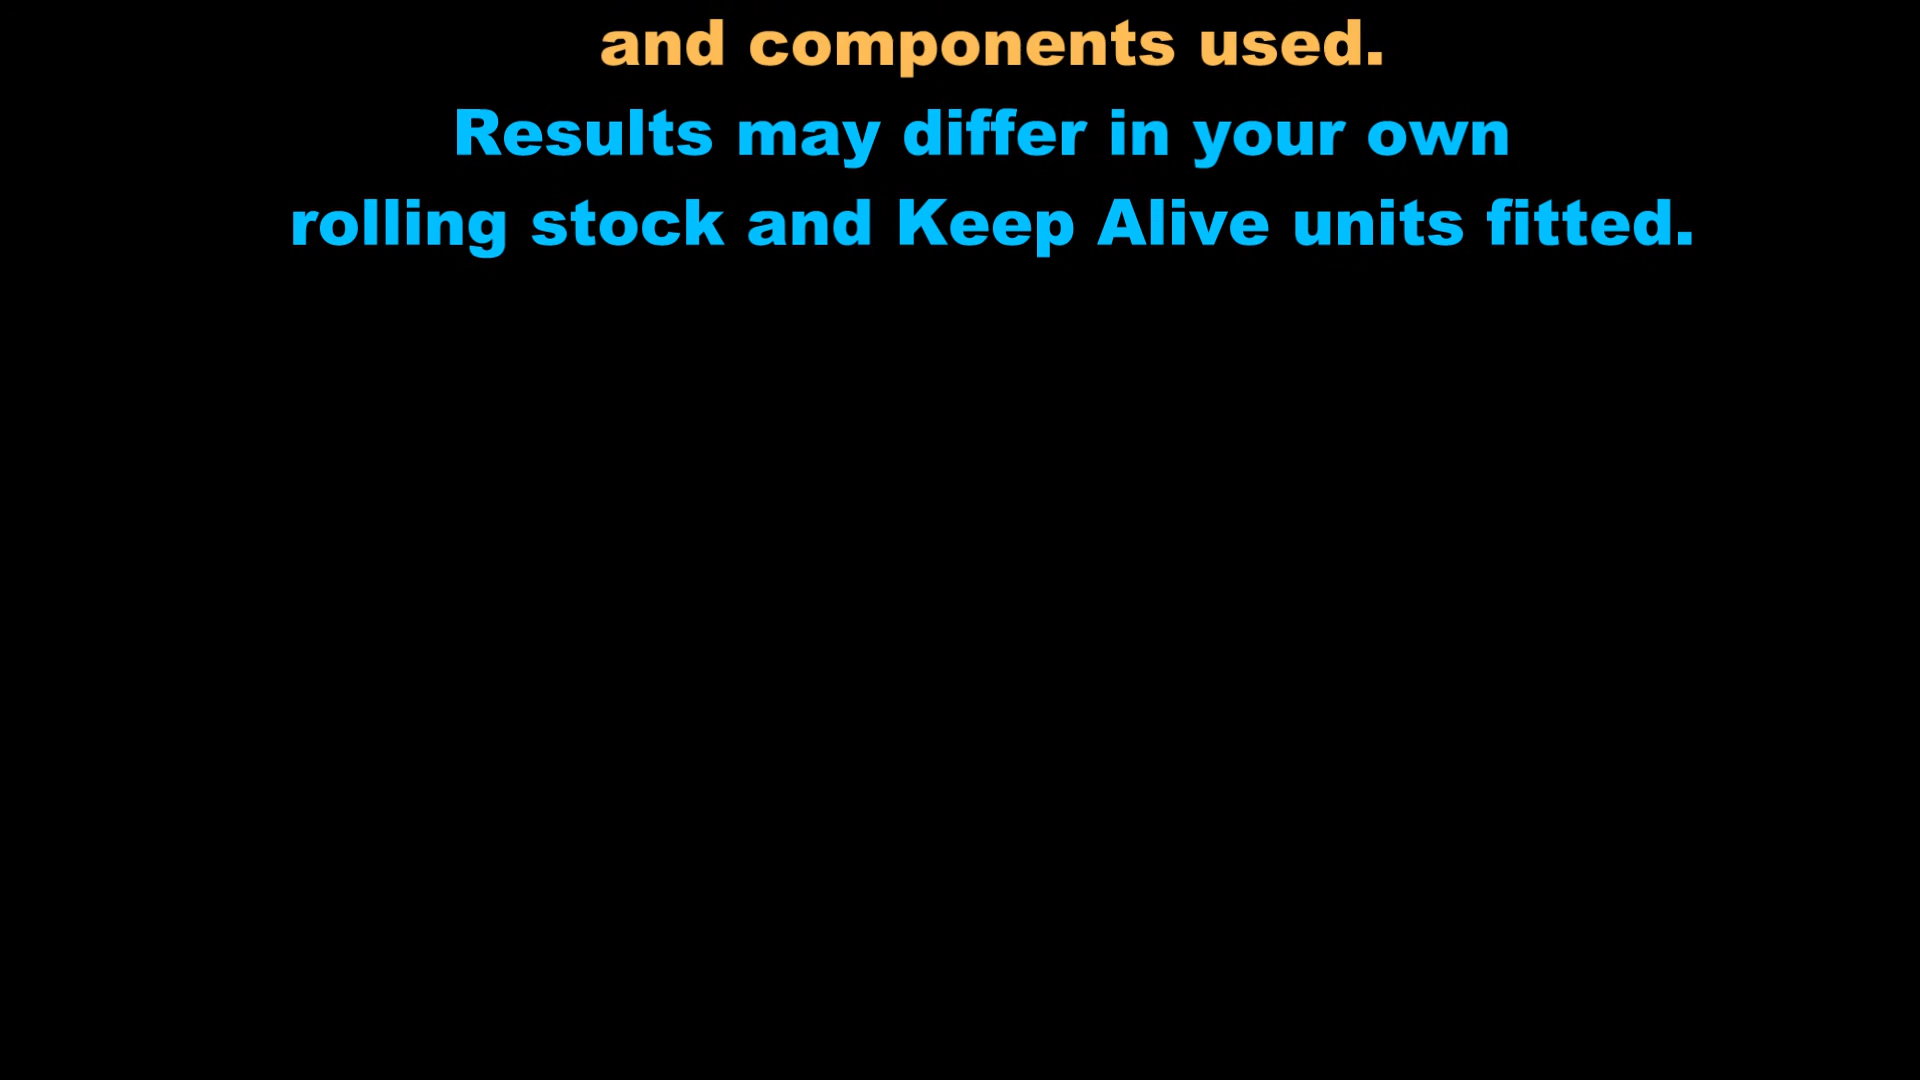 and components used.
Results may differ in your own
rolling stock and Keep Alive units fitted.